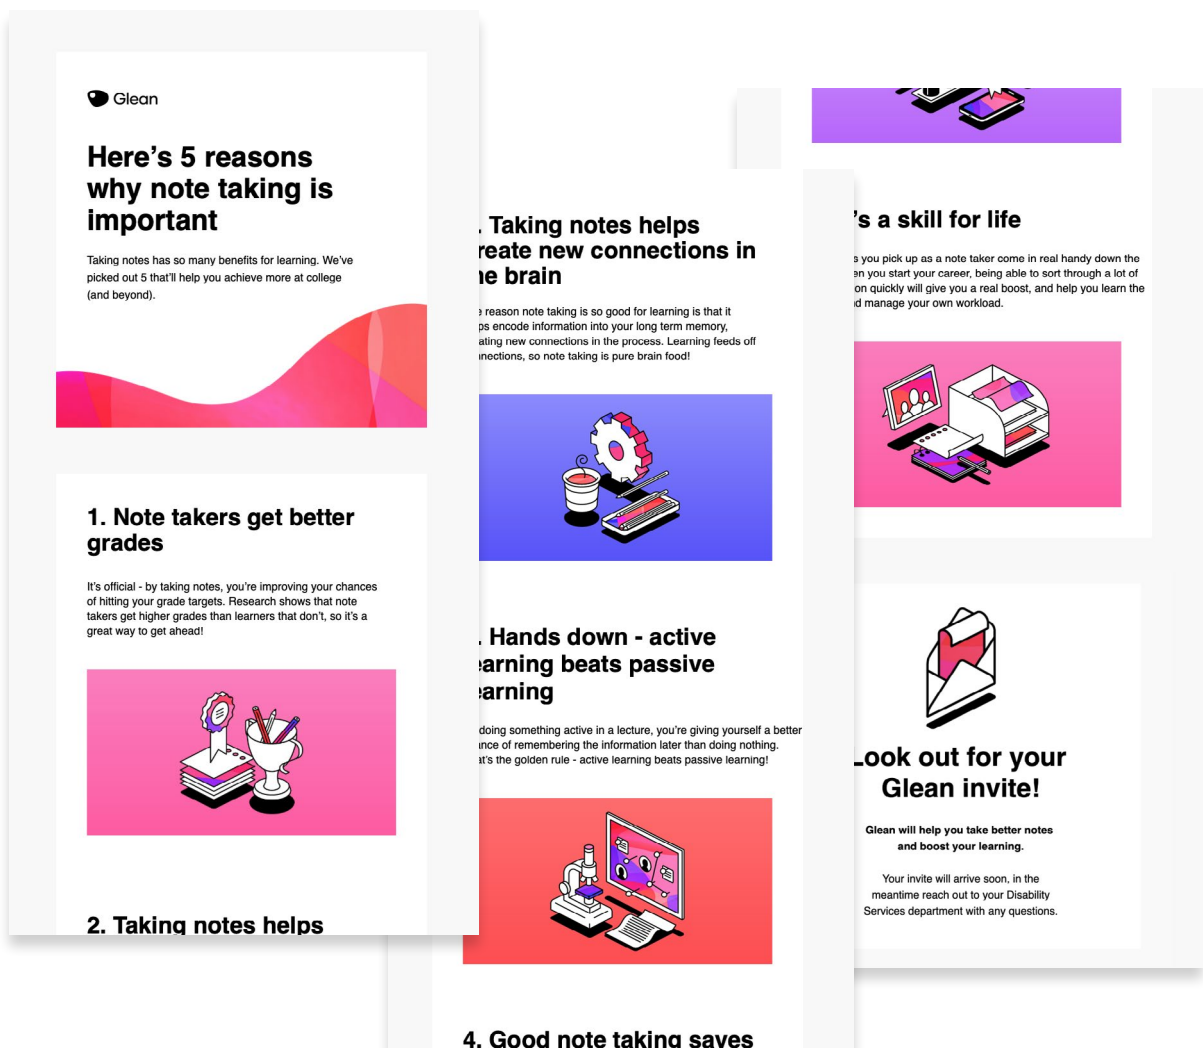 Glean
Here's 5 reasons
why note taking is
important
Taking notes has so many benefits for learning. We've
picked out 5 that'll help you achieve more at college
(and beyond).
1. Note takers get better
grades
It's official - by taking notes, you're improving your chances
of hitting your grade targets. Research shows that note
takers get higher grades than learners that don't, so it's a
great way to get ahead!
2. Taking notes helps
. Taking notes helps
reate new connections in
he brain
e reason note taking is so good for learning is that it
ps encode information into your long term memory,
ating new connections in the process. Learning feeds off
nnections, so note taking is pure brain food!
. Hands down - active
earning beats passive
earning
doing something active in a lecture, you're giving yourself a better
nce of remembering the information later than doing nothing.
at's the golden rule - active learning beats passive learning!
4. Good note taking saves
's a skill for life
s you pick up as a note taker come in real handy down the
en you start your career, being able to sort through a lot of
on quickly will give you a real boost, and help you learn the
d manage your own workload.
Look out for your
Glean invite!
Glean will help you take better notes
and boost your learning.
Your invite will arrive soon, in the
meantime reach out to your Disability
Services department with any questions.